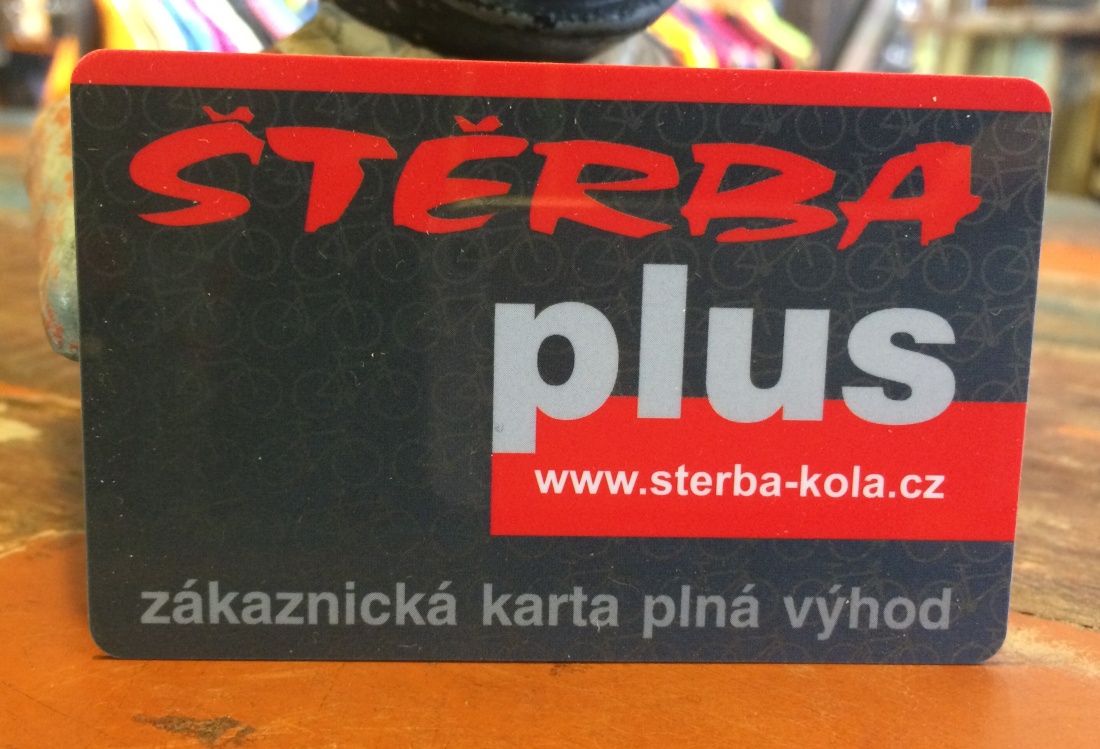 ŠTĚRBA
plus
www.sterba-kola.cz
zákaznická karta plná výhod